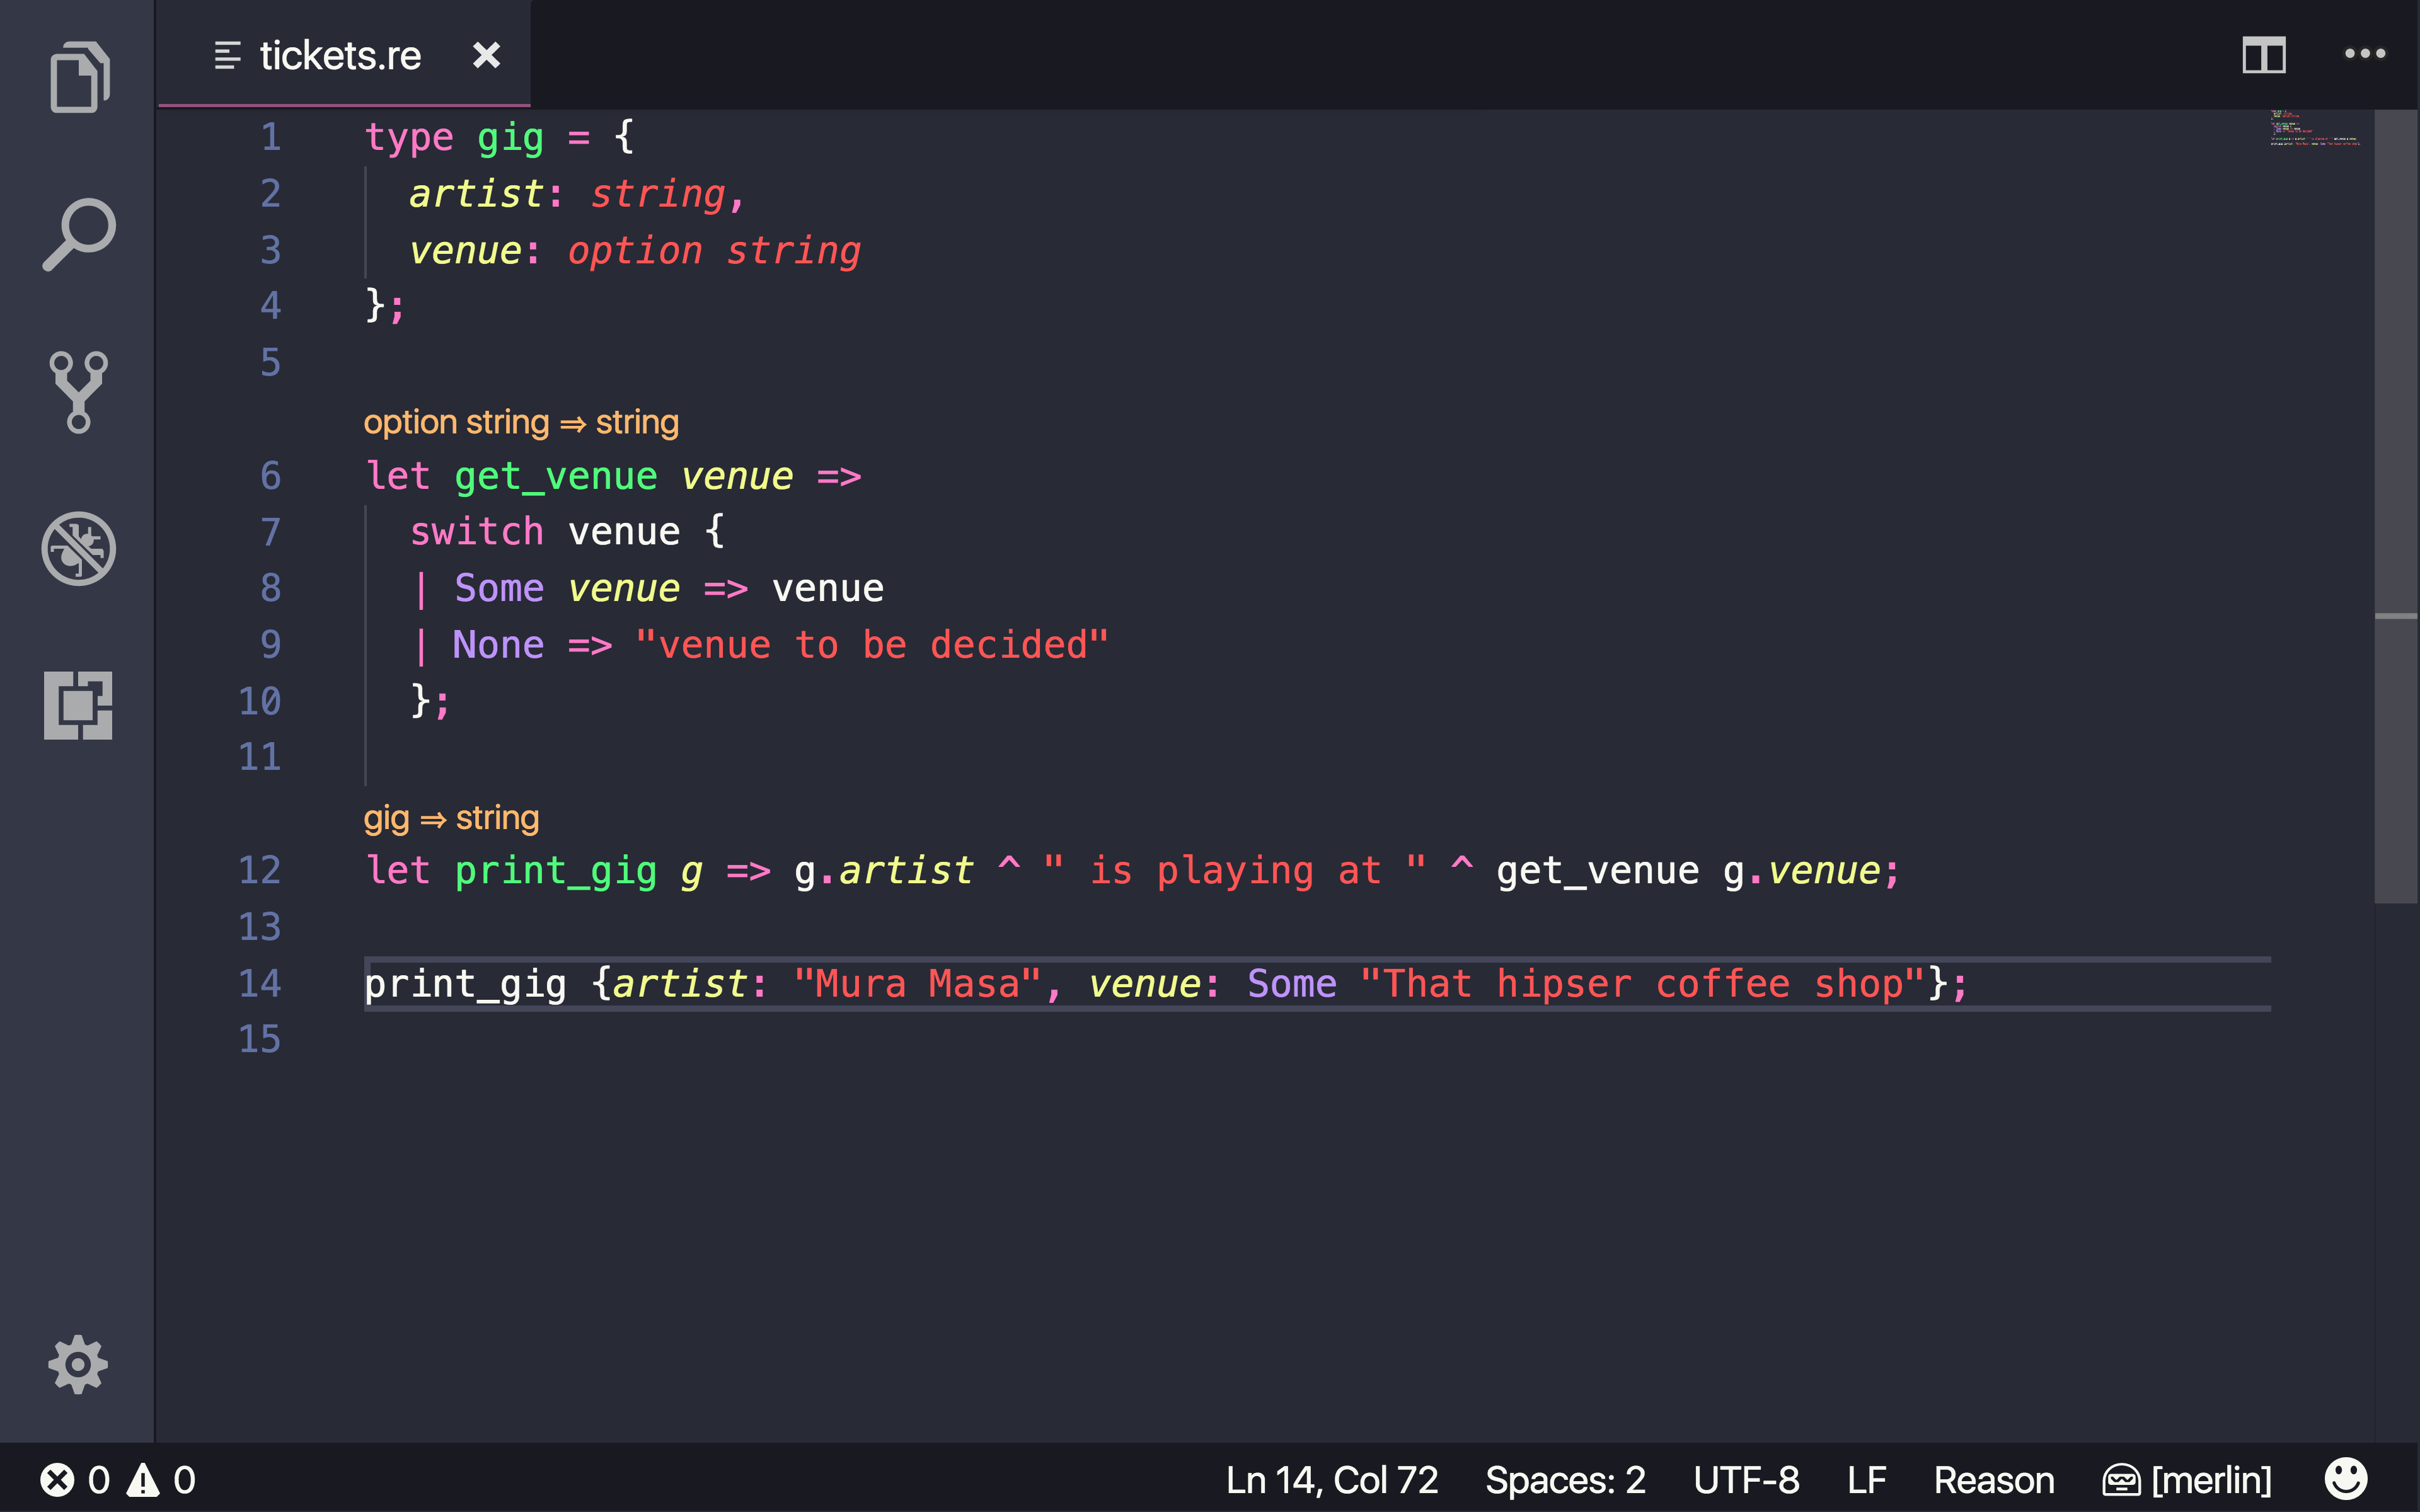 tickets.re
1 type gig = {
2 artist: string,
3 venue: option string
4 };
5
option string ⇒ string
6 let get_venue venue =>
7 switch venue {
8 | Some venue => venue
9 | None => "venue to be decided"
10 };
11
gig ⇒ string
12 let print_gig g => g.artist ^ " is playing at " ^ get_venue g.venue;
13
14 print_gig {artist: "Mura Masa", venue: Some "That hipser coffee shop"};
15
0 0 Ln 14, Col 72 Spaces: 2 UTF-8 LF Reason [merlin]